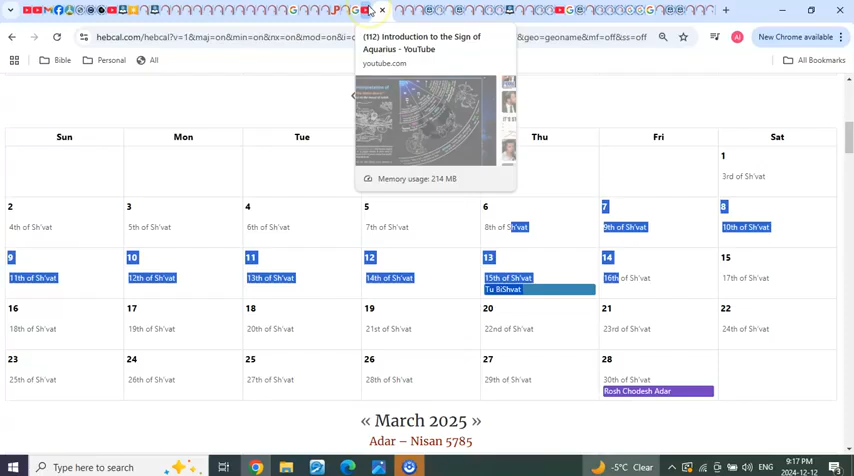 hebcal.com/hebcal?v=1&maj=on&min=on&nx=on&mod=on&o
&geo=geoname&mf=off&ss=off
New Chrome available
Bible
Personal
All
All Bookmarks
(112) Introduction to the Sign of
Aquarius - YouTube
youtube.com
Memory usage: 214 MB
Sun Mon Tue Thu Fri Sat
1
3rd of Sh'vat
2 3 4 5 6 7 8
4th of Sh'vat 5th of Sh'vat 6th of Sh'vat 7th of Sh'vat 8th of Sh'vat 9th of Sh'vat 10th of Sh'vat
9 10 11 12 13 14 15
11th of Sh'vat 12th of Sh'vat 13th of Sh'vat 14th of Sh'vat 15th of Sh'vat 16th of Sh'vat 17th of Sh'vat
Tu BiShvat
16 17 18 19 20 21 22
18th of Sh'vat 19th of Sh'vat 20th of Sh'vat 21st of Sh'vat 22nd of Sh'vat 23rd of Sh'vat 24th of Sh'vat
23 24 25 26 27 28
25th of Sh'vat 26th of Sh'vat 27th of Sh'vat 28th of Sh'vat 29th of Sh'vat 30th of Sh'vat
Rosh Chodesh Adar
« March 2025 »
Adar – Nisan 5785
Type here to search
-5°C Clear
ENG
9:17 PM
2024-12-12